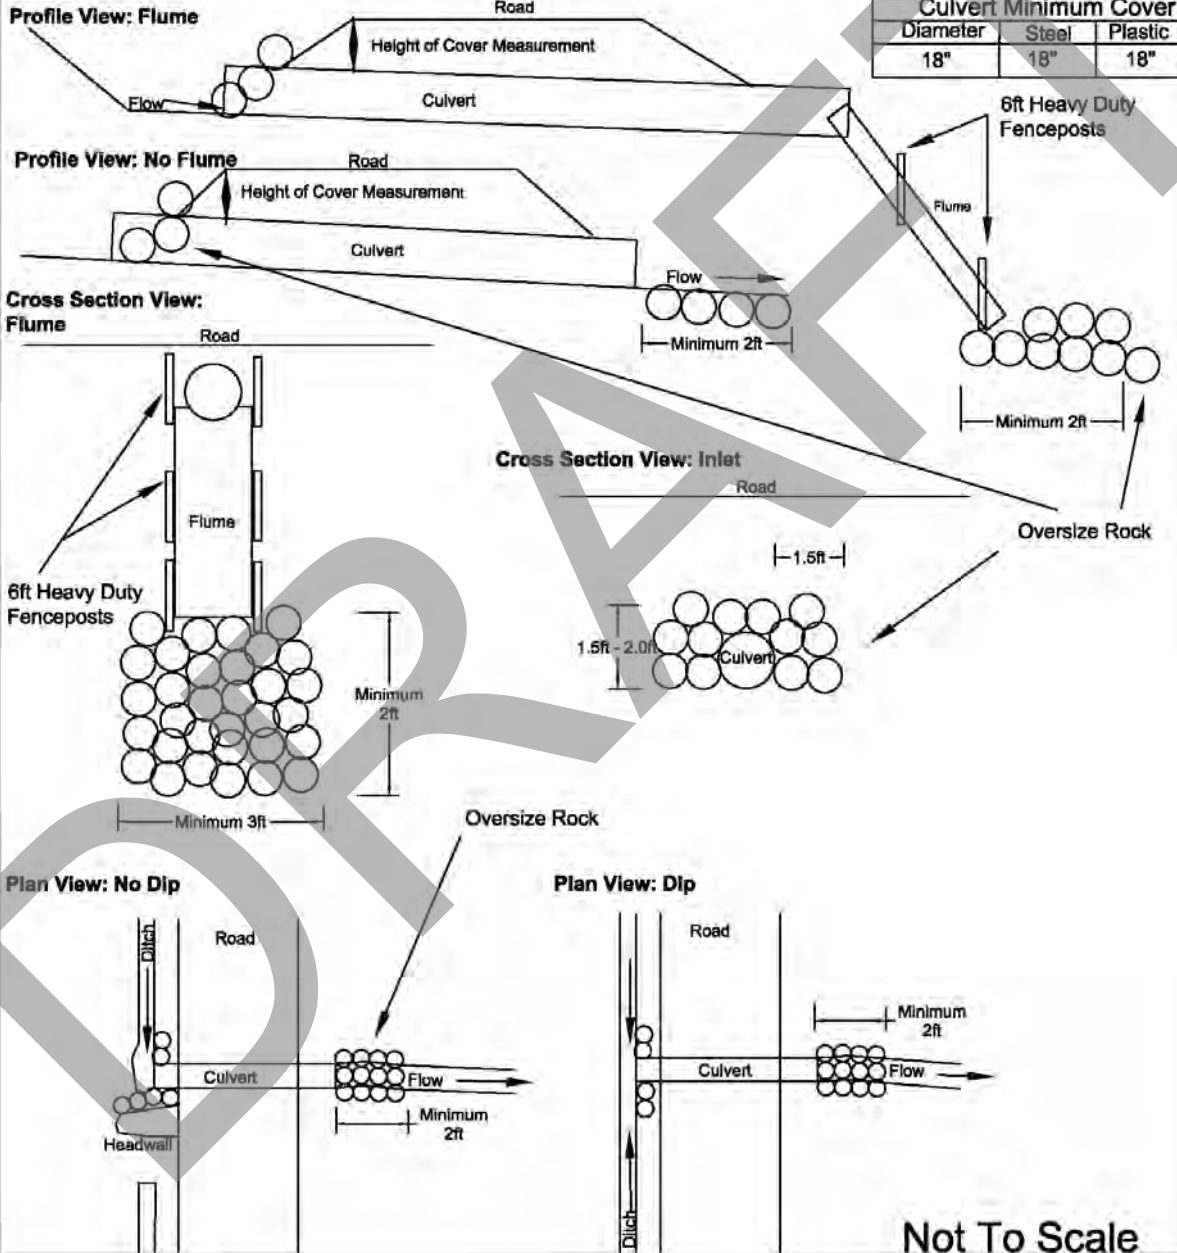 Profile View: Flume
Road
Culvert Minimum Cover
Diameter Steel Plastic
18" 18" 18"
Height of Cover Measurement
Flow
Culvert
6ft Heavy Duty
Fenceposts
Profile View: No Flume
Road
Height of Cover Measurement
Flume
Culvert
Flow
Minimum 2ft
Cross Section View:
Flume
Road
Minimum 2ft
Cross Section View: Inlet
Road
Flume
Oversize Rock
1.5ft
6ft Heavy Duty
Fenceposts
1.5ft - 2.0ft
Culvert
Minimum
2ft
Minimum 3ft
Oversize Rock
Plan View: No Dip
Ditch
Road
Culvert
Flow
Minimum
2ft
Headwall
Plan View: Dip
Road
Minimum
2ft
Culvert
Flow
Ditch
Not To Scale
DRAFT